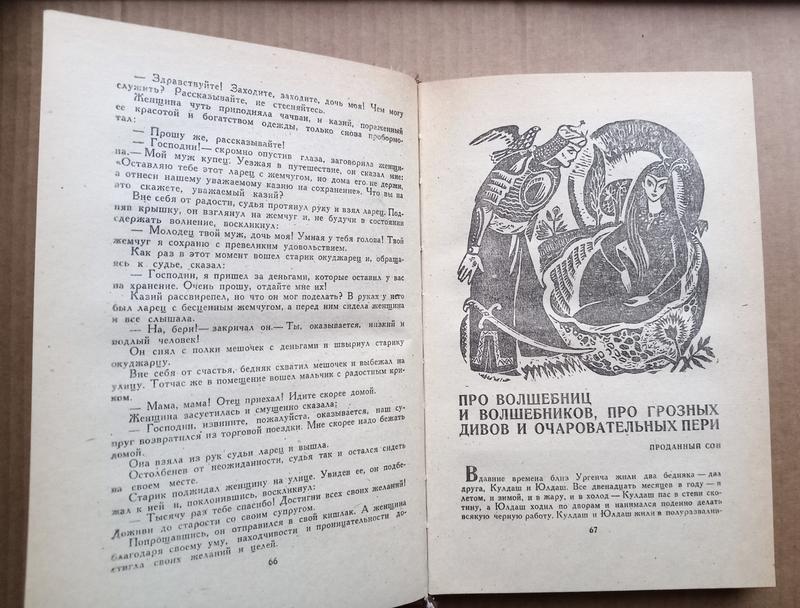 — Здравствуйте! Заходите, заходите, дочь моя! Чем могу
служить? Рассказывайте, не стесняйтесь.
Женщина чуть приподняла чачван, и казий, пораженный
ее красотой и богатством одежды, только снова пробормо-
тал:
— Прошу же, рассказывайте!
— Господин!— скромно опустив глаза, заговорила женщи-
на.— Мой муж купец. Уезжая в путешествие, он сказал мне:
«Оставляю тебе этот ларец с жемчугом, но дома его не держи,
а отнеси нашему уважаемому казию на сохранение». Что вы на
это скажете, уважаемый казий?
Вне себя от радости, судья протянул руку и взял ларец. Под-
няв крышку, он взглянул на жемчуг и, не будучи в состоянии
сдержать волнение, воскликнул:
— Молодец твой муж, дочь моя! Умная у тебя голова! Твой
жемчуг я сохраню с превеликим удовольствием.
Как раз в этот момент вошел старик окуджарец и, обраща-
ясь к судье, сказал:
— Господин, я пришел за деньгами, которые оставил у вас
на хранение. Очень прошу, отдайте мне их!
Казий рассвирепел, но что он мог поделать? В руках у него
был ларец с бесценным жемчугом, а перед ним сидела женщина
и все слышала.
— На, бери!— закричал он.— Ты, оказывается, низкий и
подлый человек!
Он снял с полки мешочек с деньгами и швырнул старику
окуджарцу.
Вне себя от счастья, бедняк схватил мешочек и выбежал на
улицу. Тотчас же в помещение вошел мальчик с радостным кри-
ком.
— Мама, мама! Отец приехал! Идите скорее домой.
Женщина засуетилась и смущенно сказала:
— Господин, извините, пожалуйста, оказывается, наш су-
пруг возвратился из торговой поездки. Мне скорее надо бежать
домой.
Она взяла из рук судьи ларец и вышла.
Остолбенев от неожиданности, судья так и остался сидеть
на своем месте.
Старик поджидал женщину на улице. Увидев ее, он подбе-
жал к ней и, поклонившись, воскликнул:
— Тысячу раз тебе спасибо! Достигни всех своих желаний!
Доживи до старости со своим супругом.
Попрощавшись, он отправился в свой кишлак. А женщина
благодаря своему уму, находчивости и проницательности до-
стигла своих желаний и целей.
66
ПРО ВОЛШЕБНИЦ
И ВОЛШЕБНИКОВ, ПРО ГРОЗНЫХ
ДИВОВ И ОЧАРОВАТЕЛЬНЫХ ПЕРИ
ПРОДАННЫЙ СОН
Вдавние времена близ Ургенча жили два бедняка — два
друга, Кулдаш и Юлдаш. Все двенадцать месяцев в году — и
летом, и зимой, и в жару, и в холод — Кулдаш пас в степи ско-
тину, а Юлдаш ходил по дворам и нанимался поденно делать
всякую черную работу. Кулдаш и Юлдаш жили в полуразвалив-
67